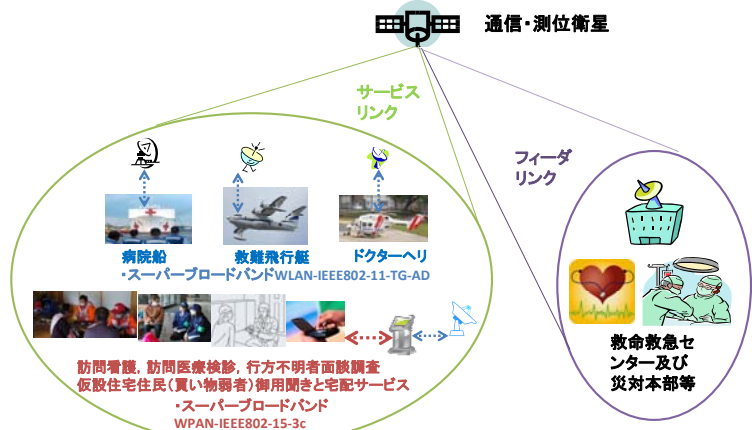 通信・測位衛星
サービス
リンク
フィーダ
リンク
病院船
救難飛行艇
ドクターヘリ
・スーパーブロードバンドWLAN-IEEE802-11-TG-AD
訪問看護, 訪問医療検診, 行方不明者面談調査
仮設住宅住民(買い物弱者)御用聞きと宅配サービス
・スーパーブロードバンド
WPAN-IEEE802-15-3c
救命救急セ
ンター及び
災対本部等